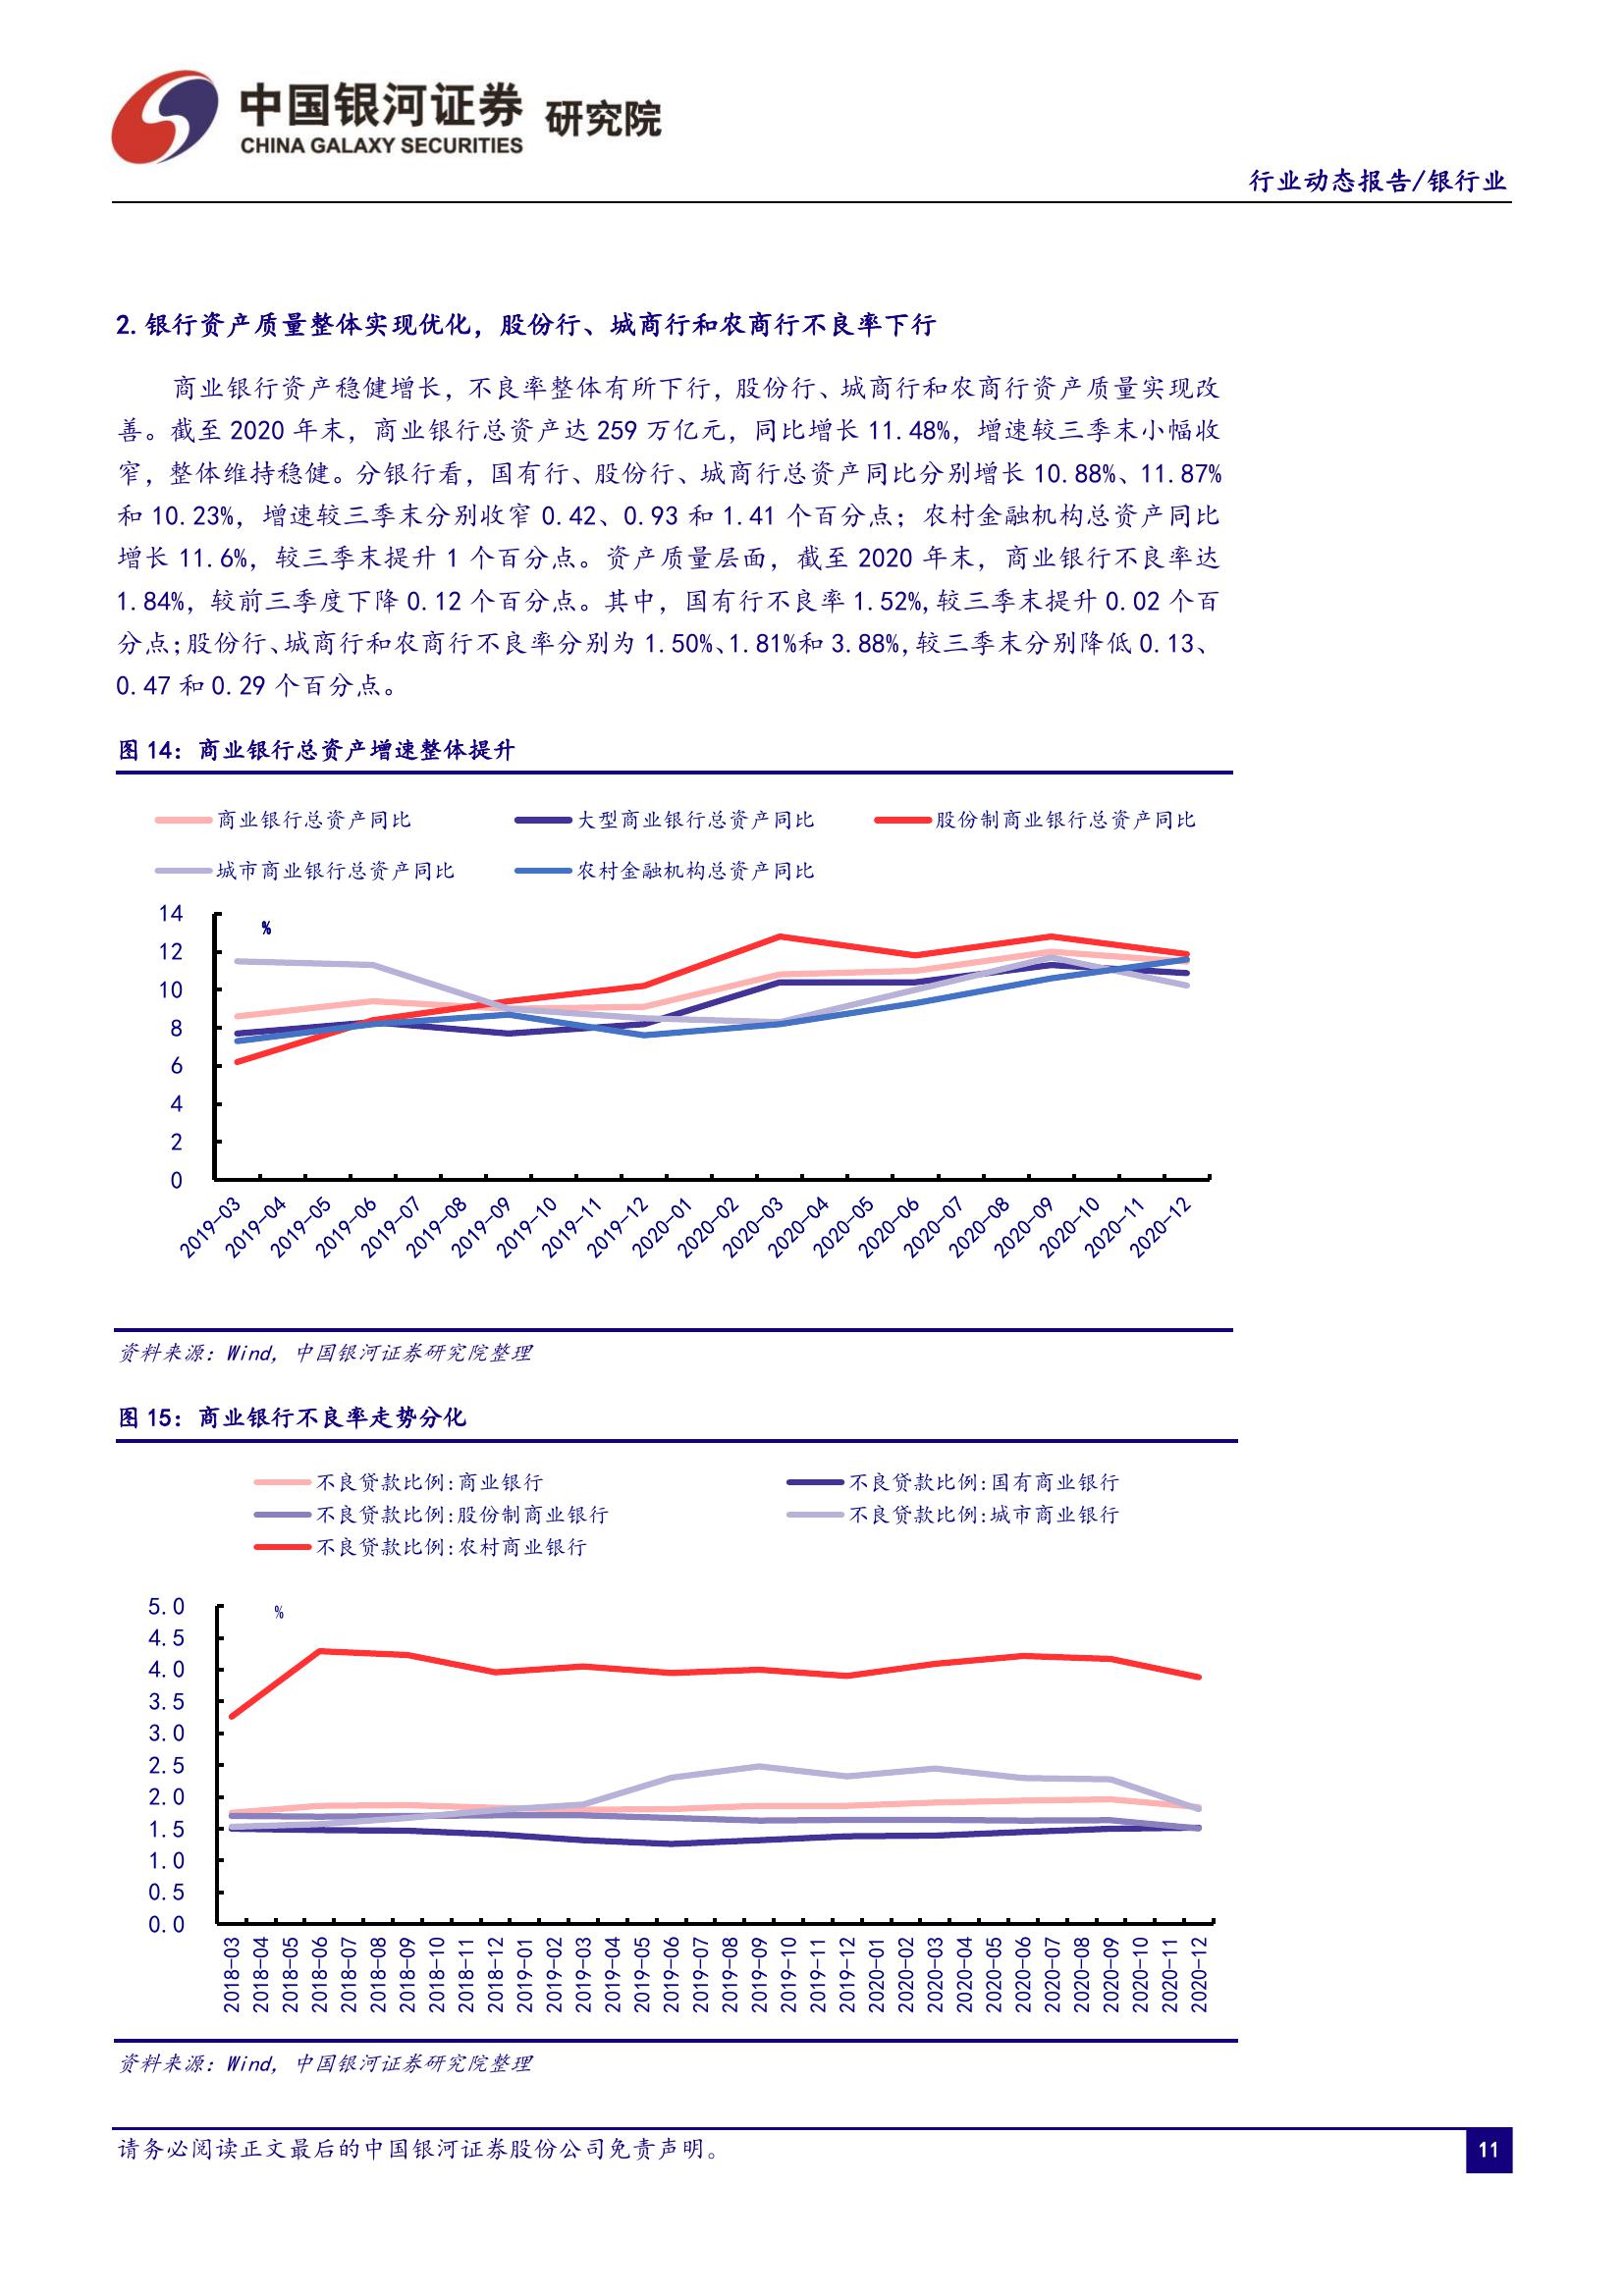 中国银河证券 研究院
CHINA GALAXY SECURITIES
行业动态报告/银行业
2.银行资产质量整体实现优化，股份行、城商行和农商行不良率下行
商业银行资产稳健增长，不良率整体有所下行，股份行、城商行和农商行资产质量实现改
善。截至 2020 年末，商业银行总资产达 259 万亿元，同比增长 11.48%，增速较三季末小幅收
窄，整体维持稳健。分银行看，国有行、股份行、城商行总资产同比分别增长 10.88%、11.87%
和 10.23%，增速较三季末分别收窄 0.42、0.93 和 1.41 个百分点；农村金融机构总资产同比
增长 11.6%，较三季末提升 1 个百分点。资产质量层面，截至 2020 年末，商业银行不良率达
1.84%，较前三季度下降 0.12 个百分点。其中，国有行不良率 1.52%,较三季末提升 0.02 个百
分点;股份行、城商行和农商行不良率分别为 1.50%、1.81%和 3.88%,较三季末分别降低 0.13、
0.47 和 0.29 个百分点。
图 14：商业银行总资产增速整体提升
商业银行总资产同比 大型商业银行总资产同比 股份制商业银行总资产同比
城市商业银行总资产同比 农村金融机构总资产同比
%
14
12
10
8
6
4
2
0
2019-03 2019-04 2019-05 2019-06 2019-07 2019-08 2019-09 2019-10 2019-11 2019-12 2020-01 2020-02 2020-03 2020-04 2020-05 2020-06 2020-07 2020-08 2020-09 2020-10 2020-11 2020-12
资料来源：Wind, 中国银河证券研究院整理
图 15：商业银行不良率走势分化
不良贷款比例:商业银行 不良贷款比例:国有商业银行
不良贷款比例:股份制商业银行 不良贷款比例:城市商业银行
不良贷款比例:农村商业银行
%
5.0
4.5
4.0
3.5
3.0
2.5
2.0
1.5
1.0
0.5
0.0
2018-03 2018-04 2018-05 2018-06 2018-07 2018-08 2018-09 2018-10 2018-11 2018-12 2019-01 2019-02 2019-03 2019-04 2019-05 2019-06 2019-07 2019-08 2019-09 2019-10 2019-11 2019-12 2020-01 2020-02 2020-03 2020-04 2020-05 2020-06 2020-07 2020-08 2020-09 2020-10 2020-11 2020-12
资料来源：Wind, 中国银河证券研究院整理
请务必阅读正文最后的中国银河证券股份公司免责声明。
11